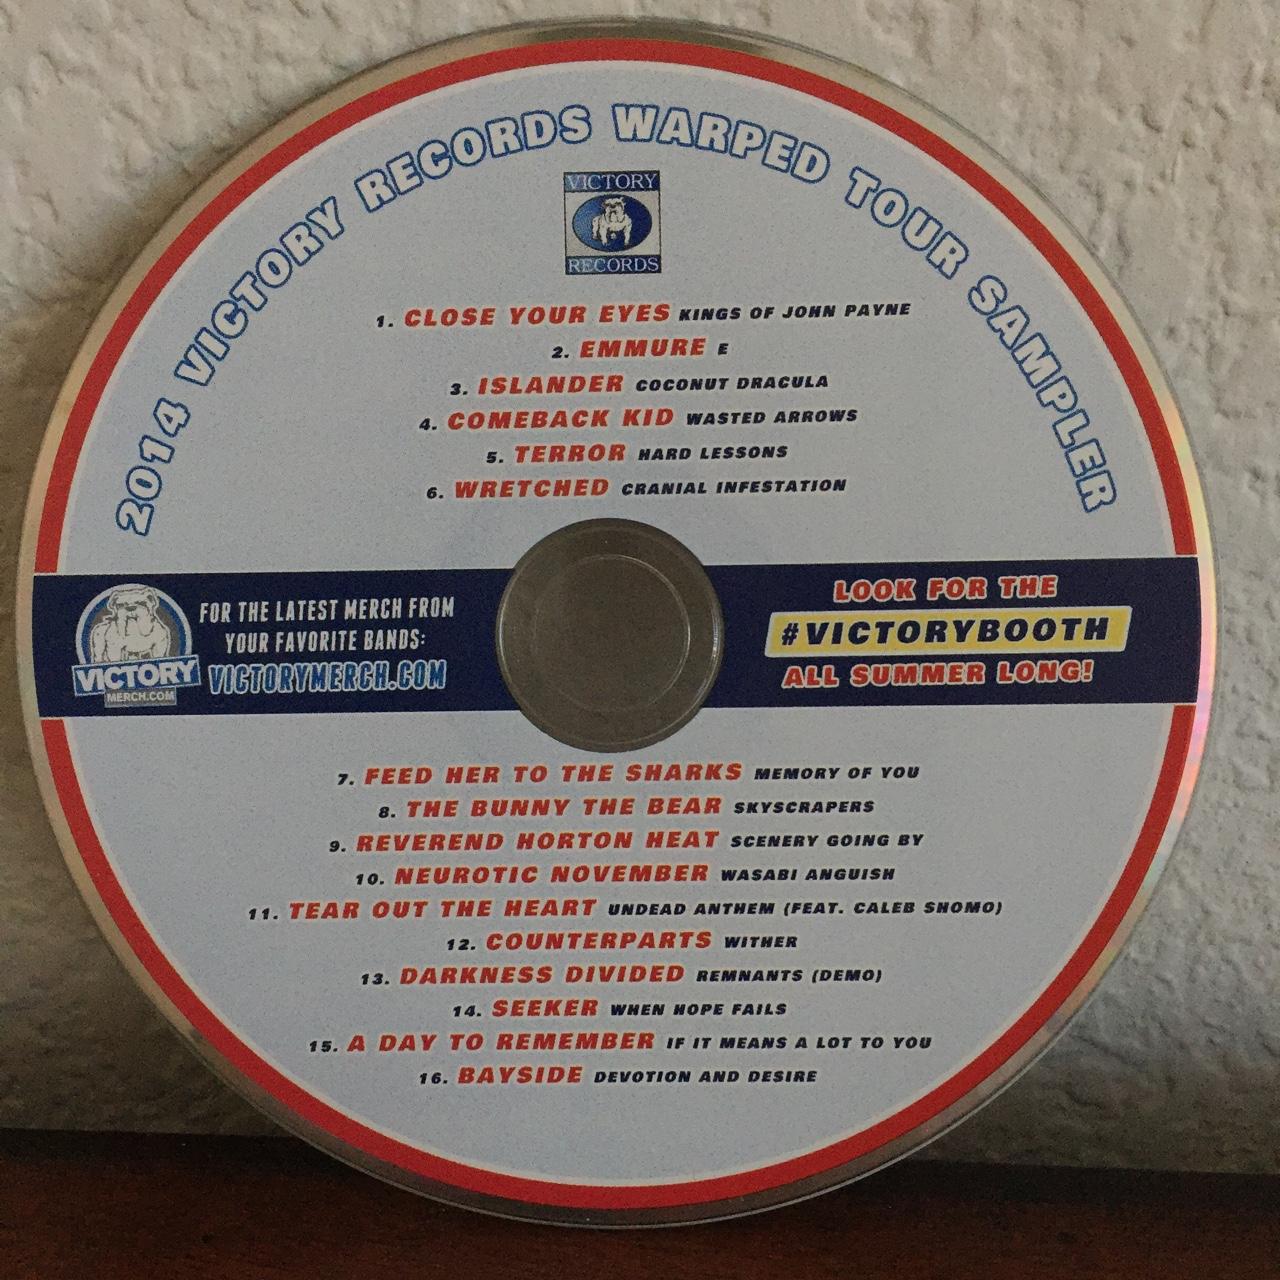 2014 VICTORY RECORDS WARPED TOUR SAMPLER
VICTORY
RECORDS
1. CLOSE YOUR EYES KINGS OF JOHN PAYNE
2. EMMURE E
3. ISLANDER COCONUT DRACULA
4. COMEBACK KID WASTED ARROWS
5. TERROR HARD LESSONS
6. WRETCHED CRANIAL INFESTATION
VICTORY
MERCH.COM
FOR THE LATEST MERCH FROM
YOUR FAVORITE BANDS:
VICTORYMERCH.COM
LOOK FOR THE
#VICTORYBOOTH
ALL SUMMER LONG!
7. FEED HER TO THE SHARKS MEMORY OF YOU
8. THE BUNNY THE BEAR SKYSCRAPERS
9. REVEREND HORTON HEAT SCENERY GOING BY
10. NEUROTIC NOVEMBER WASABI ANGUISH
11. TEAR OUT THE HEART UNDEAD ANTHEM (FEAT. CALEB SHOMO)
12. COUNTERPARTS WITHER
13. DARKNESS DIVIDED REMNANTS (DEMO)
14. SEEKER WHEN HOPE FAILS
15. A DAY TO REMEMBER IF IT MEANS A LOT TO YOU
16. BAYSIDE DEVOTION AND DESIRE